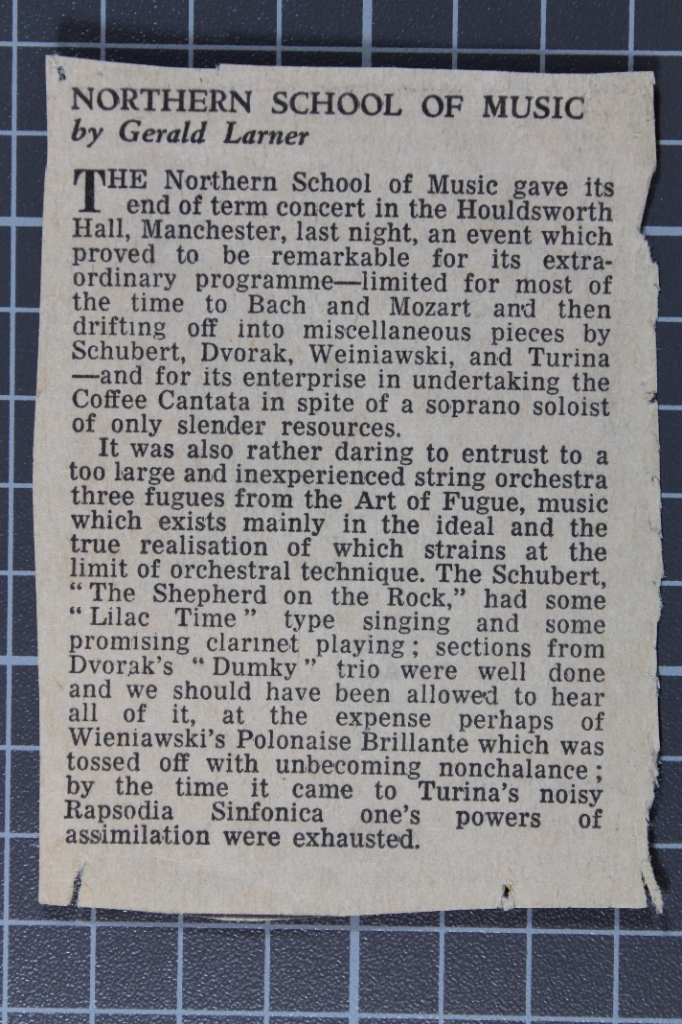 NORTHERN SCHOOL OF MUSIC
by Gerald Larner
THE Northern School of Music gave its
end of term concert in the Houldsworth
Hall, Manchester, last night, an event which
proved to be remarkable for its extra-
ordinary programme—limited for most of
the time to Bach and Mozart and then
drifting off into miscellaneous pieces by
Schubert, Dvorak, Weiniawski, and Turina
—and for its enterprise in undertaking the
Coffee Cantata in spite of a soprano soloist
of only slender resources.
It was also rather daring to entrust to a
too large and inexperienced string orchestra
three fugues from the Art of Fugue, music
which exists mainly in the ideal and the
true realisation of which strains at the
limit of orchestral technique. The Schubert,
“The Shepherd on the Rock,” had some
“Lilac Time” type singing and some
promising clarinet playing; sections from
Dvorak's “Dumky” trio were well done
and we should have been allowed to hear
all of it, at the expense perhaps of
Wieniawski's Polonaise Brillante which was
tossed off with unbecoming nonchalance;
by the time it came to Turina's noisy
Rapsodia Sinfonica one's powers of
assimilation were exhausted.